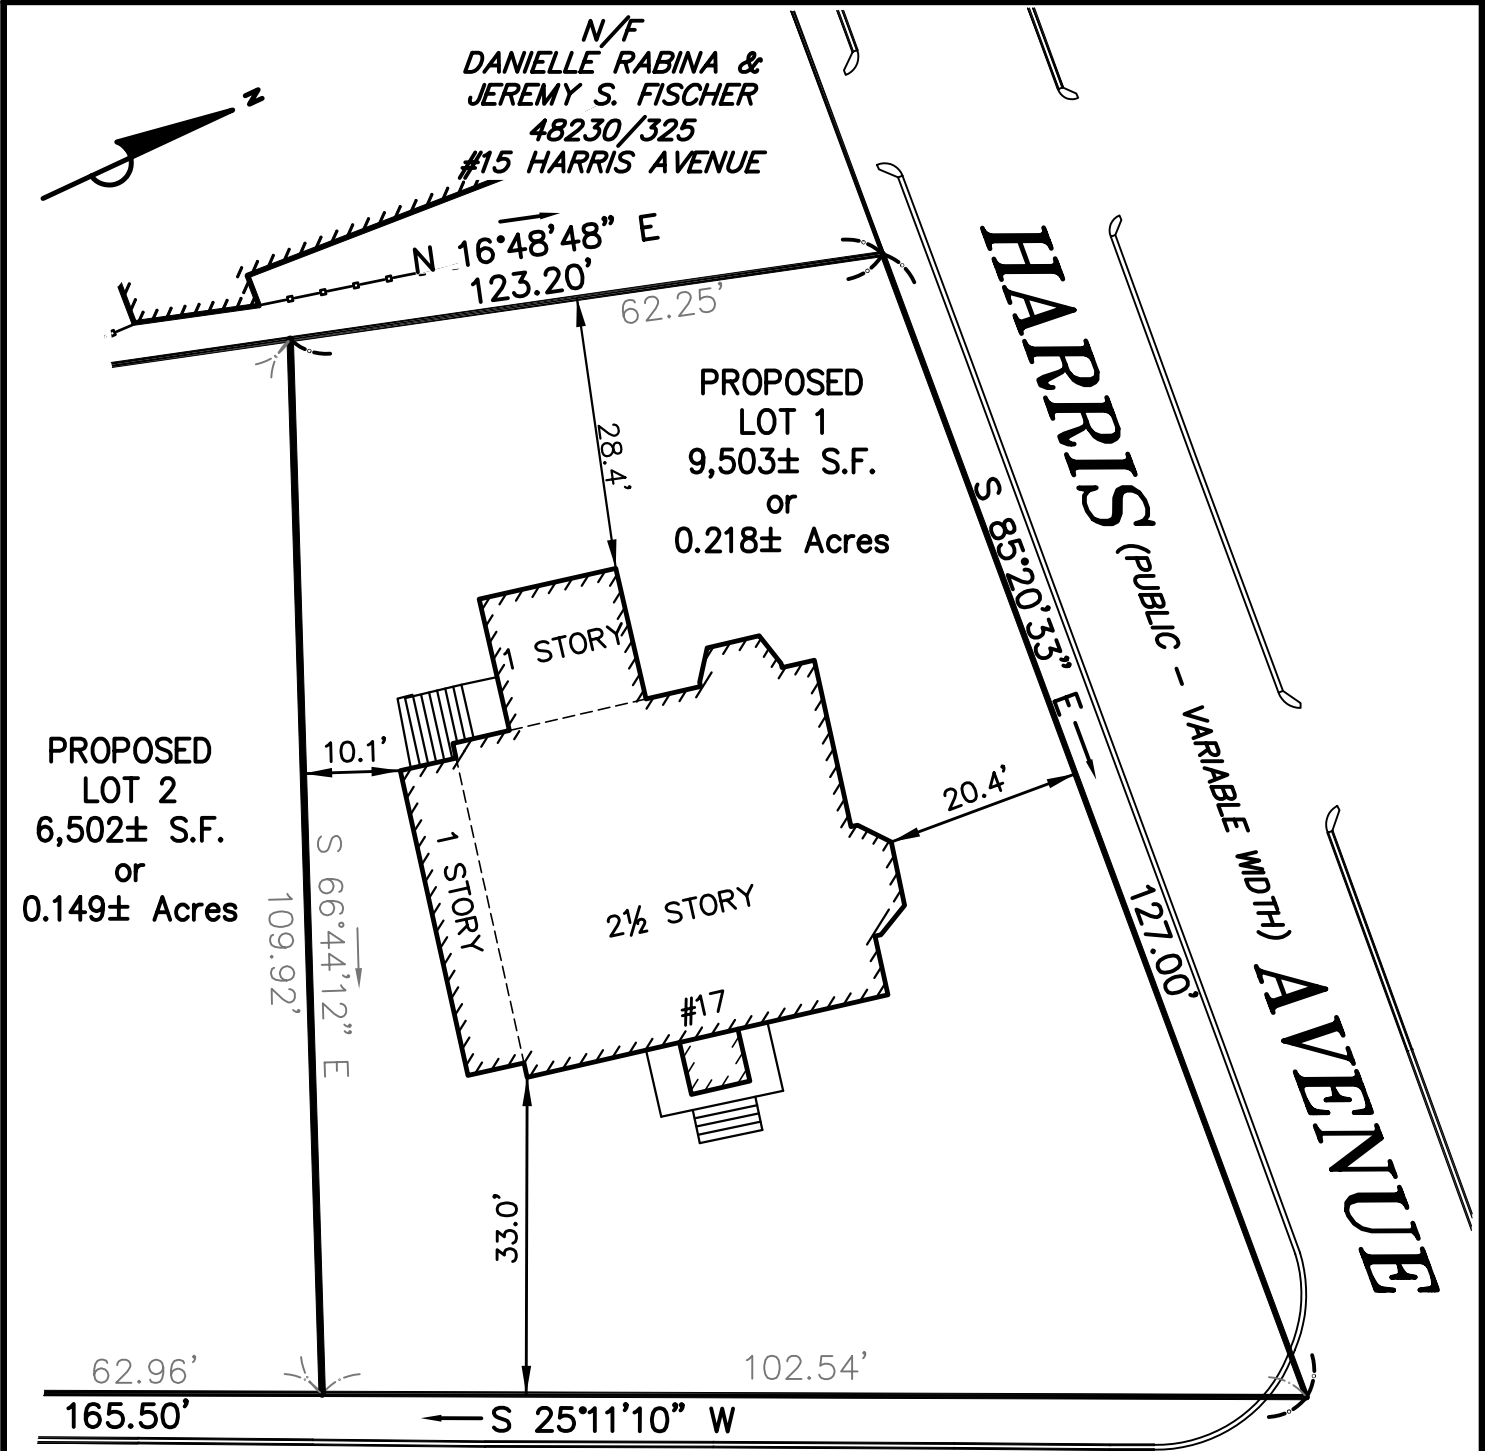 N/F
DANIELLE RABINA &
JEREMY S. FISCHER
48230/325
#15 HARRIS AVENUE
N
N 16°48'48" E
123.20'
62.25'
PROPOSED
LOT 1
9,503± S.F.
or
0.218± Acres
28.4'
HARRIS (PUBLIC - VARIABLE WIDTH) AVENUE
S 85°20'33" E
127.00'
1 STORY
10.1'
20.4'
PROPOSED
LOT 2
6,502± S.F.
or
0.149± Acres
S 66°44'12" E
109.92'
1 STORY
2½ STORY
#17
33.0'
62.96'
102.54'
165.50'
S 25°11'10" W